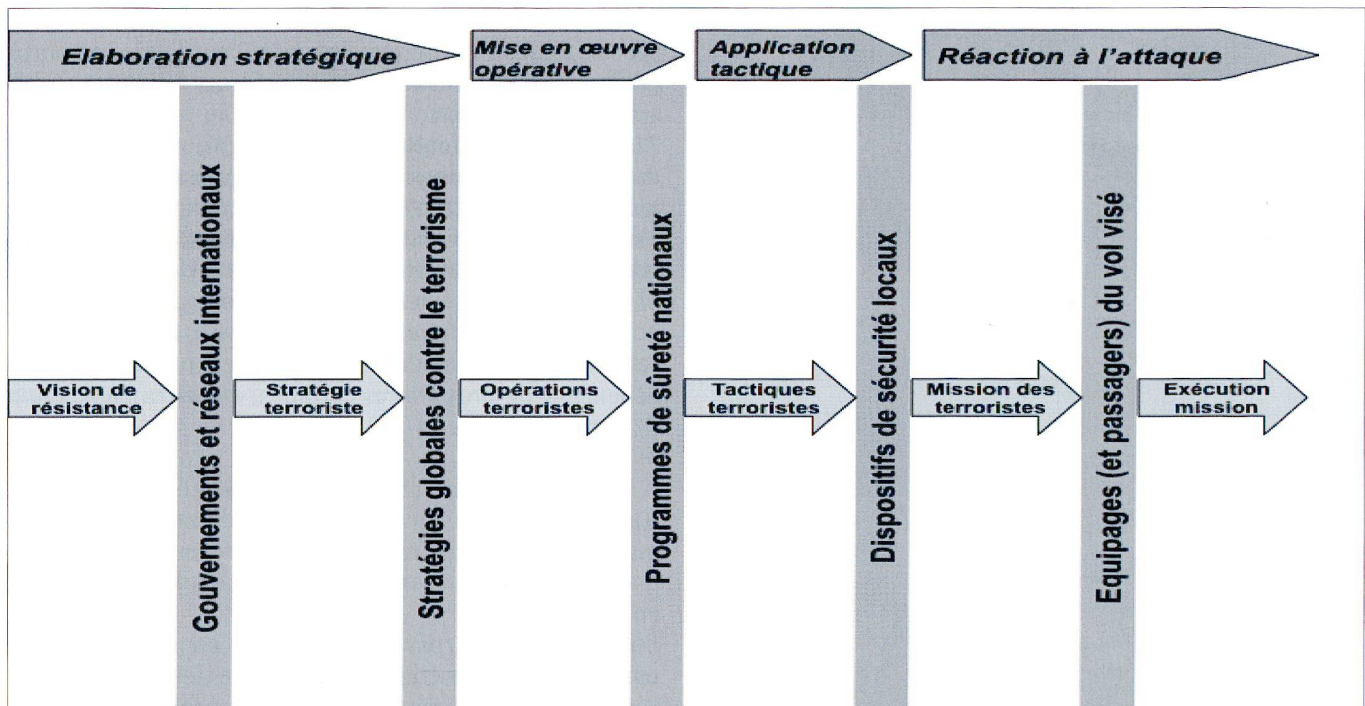 Elaboration stratégique
Mise en œuvre
opérative
Application
tactique
Réaction à l'attaque
Vision de
résistance
Gouvernements et réseaux internationaux
Stratégie
terroriste
Stratégies globales contre le terrorisme
Opérations
terroristes
Programmes de sûreté nationaux
Tactiques
terroristes
Dispositifs de sécurité locaux
Mission des
terroristes
Equipages (et passagers) du vol visé
Exécution
mission